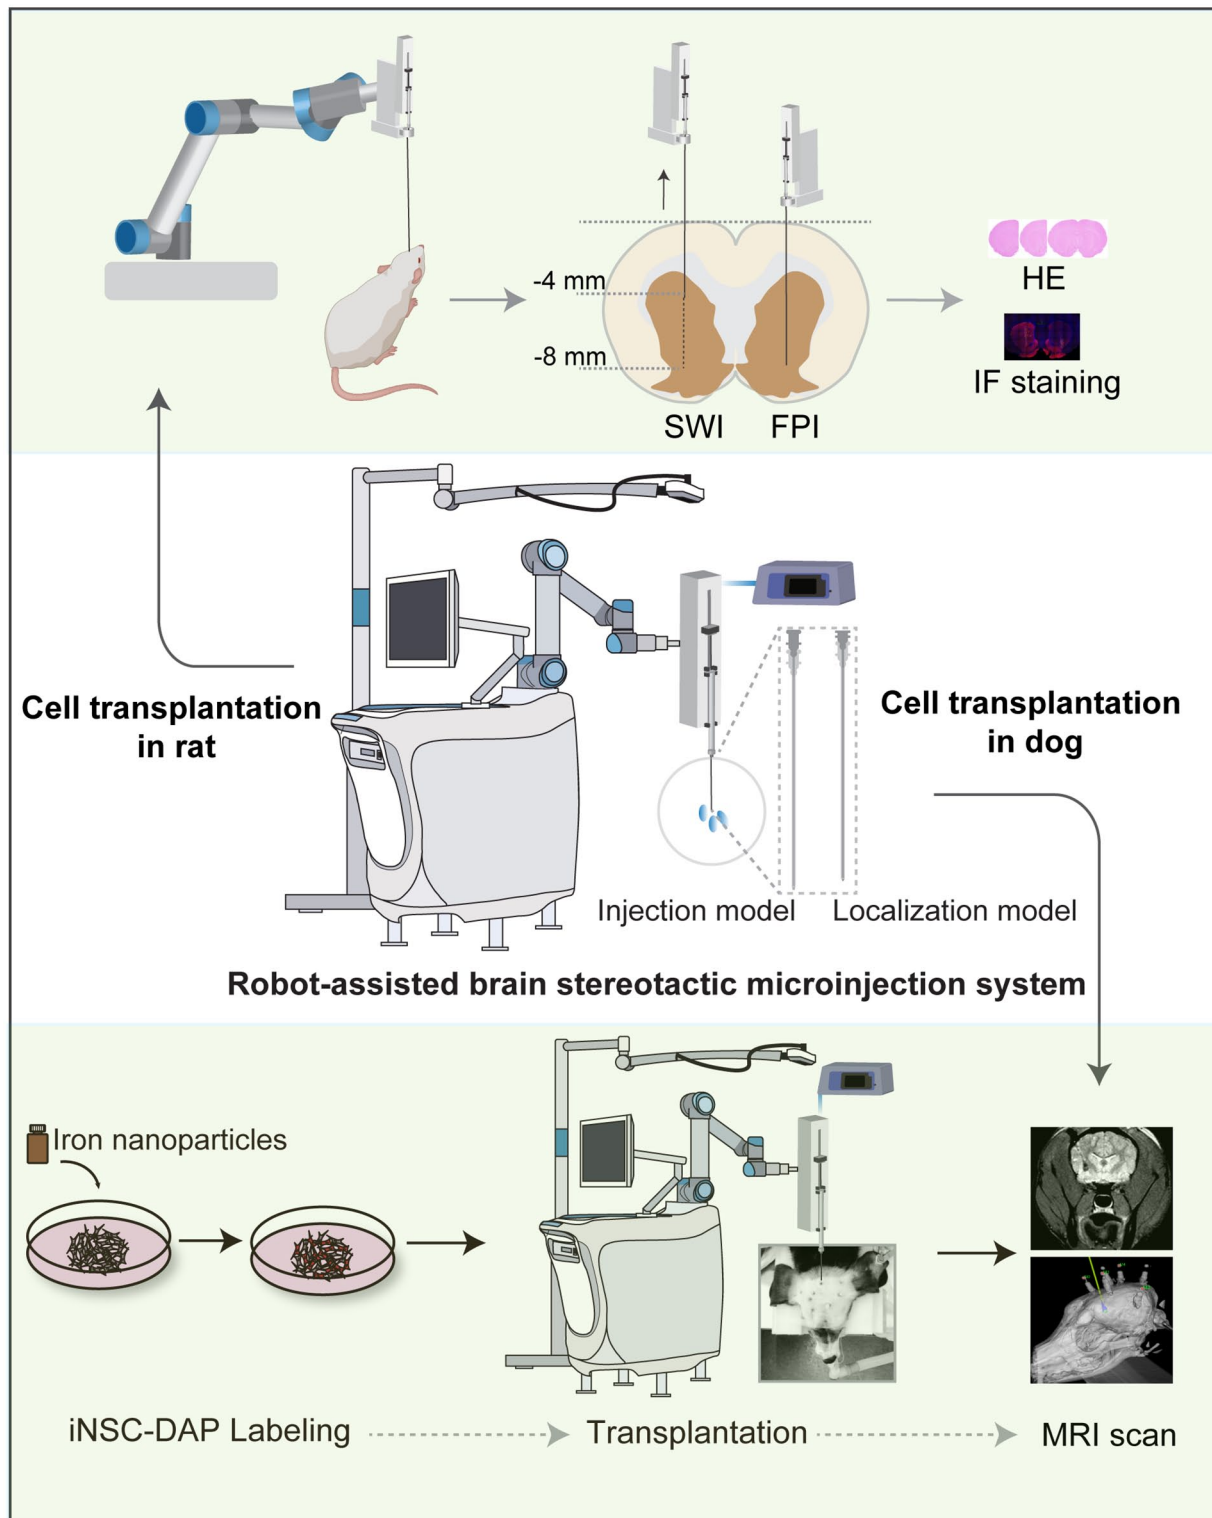 -4 mm
-8 mm
SWI
FPI
HE
IF staining
Cell transplantation
in rat
Cell transplantation
in dog
Injection model
Localization model
Robot-assisted brain stereotactic microinjection system
Iron nanoparticles
iNSC-DAP Labeling
Transplantation
MRI scan